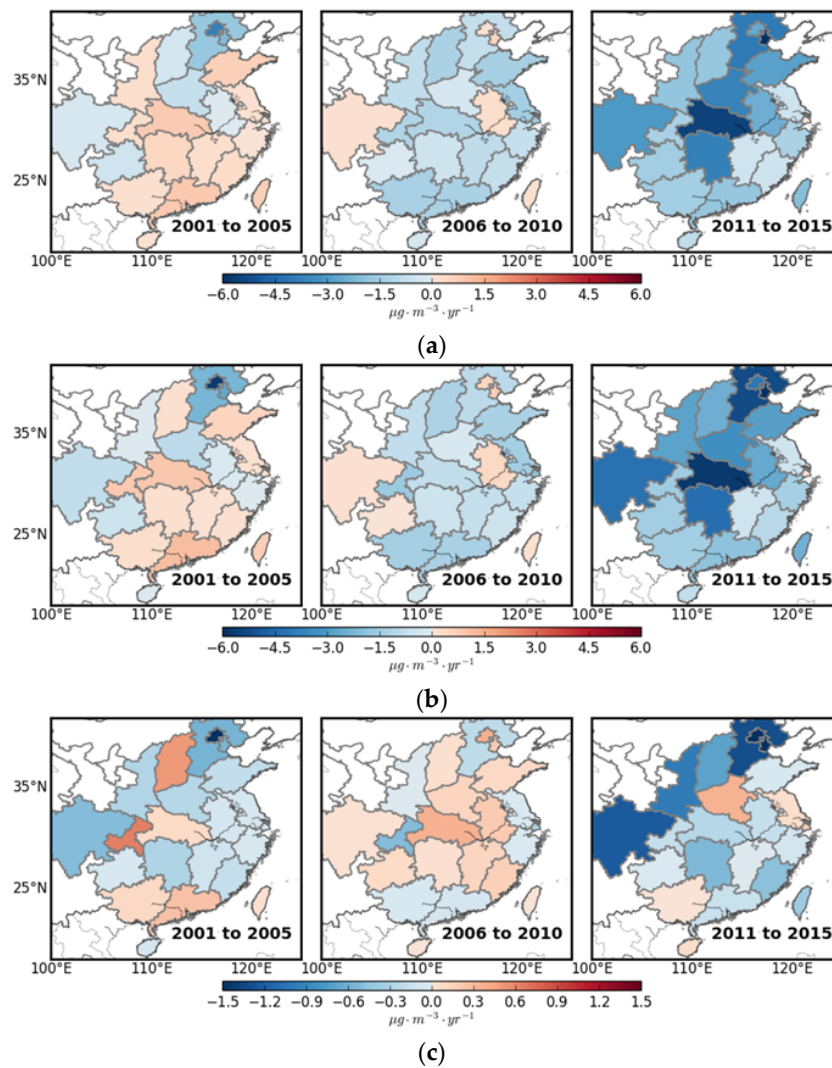 35°N
25°N
2001 to 2005
2006 to 2010
2011 to 2015
100°E 110°E 120°E 100°E 110°E 120°E 100°E 110°E 120°E
−6.0 −4.5 −3.0 −1.5 0.0 1.5 3.0 4.5 6.0
μg·m⁻³·yr⁻¹
(a)
35°N
25°N
2001 to 2005
2006 to 2010
2011 to 2015
100°E 110°E 120°E 100°E 110°E 120°E 100°E 110°E 120°E
−6.0 −4.5 −3.0 −1.5 0.0 1.5 3.0 4.5 6.0
μg·m⁻³·yr⁻¹
(b)
35°N
25°N
2001 to 2005
2006 to 2010
2011 to 2015
100°E 110°E 120°E 100°E 110°E 120°E 100°E 110°E 120°E
−1.5 −1.2 −0.9 −0.6 −0.3 0.0 0.3 0.6 0.9 1.2 1.5
μg·m⁻³·yr⁻¹
(c)